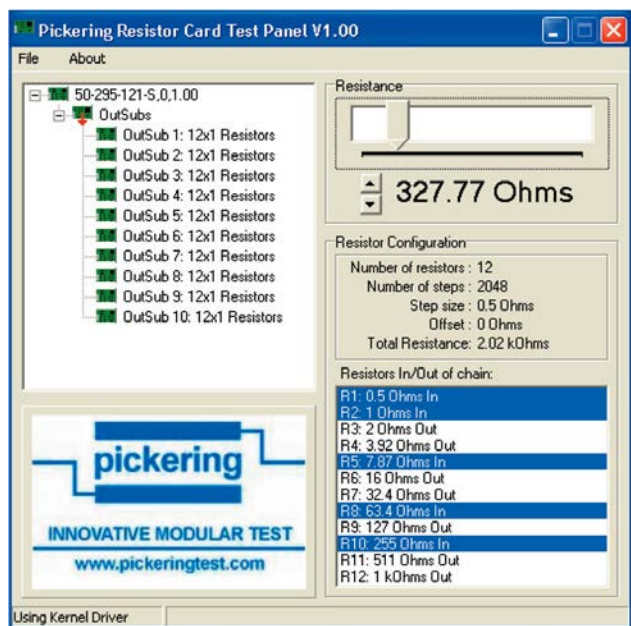 Pickering Resistor Card Test Panel V1.00
File About
50-295-121-S,0,1.00
OutSubs
OutSub 1: 12x1 Resistors
OutSub 2: 12x1 Resistors
OutSub 3: 12x1 Resistors
OutSub 4: 12x1 Resistors
OutSub 5: 12x1 Resistors
OutSub 6: 12x1 Resistors
OutSub 7: 12x1 Resistors
OutSub 8: 12x1 Resistors
OutSub 9: 12x1 Resistors
OutSub 10: 12x1 Resistors
pickering
INNOVATIVE MODULAR TEST
www.pickeringtest.com
Resistance
327.77 Ohms
Resistor Configuration
Number of resistors : 12
Number of steps : 2048
Step size : 0.5 Ohms
Offset : 0 Ohms
Total Resistance: 2.02 kOhms
Resistors In/Out of chain:
R1: 0.5 Ohms In
R2: 1 Ohms In
R3: 2 Ohms Out
R4: 3.92 Ohms Out
R5: 7.87 Ohms In
R6: 16 Ohms Out
R7: 32.4 Ohms Out
R8: 63.4 Ohms In
R9: 127 Ohms Out
R10: 255 Ohms In
R11: 511 Ohms Out
R12: 1 kOhms Out
Using Kernel Driver